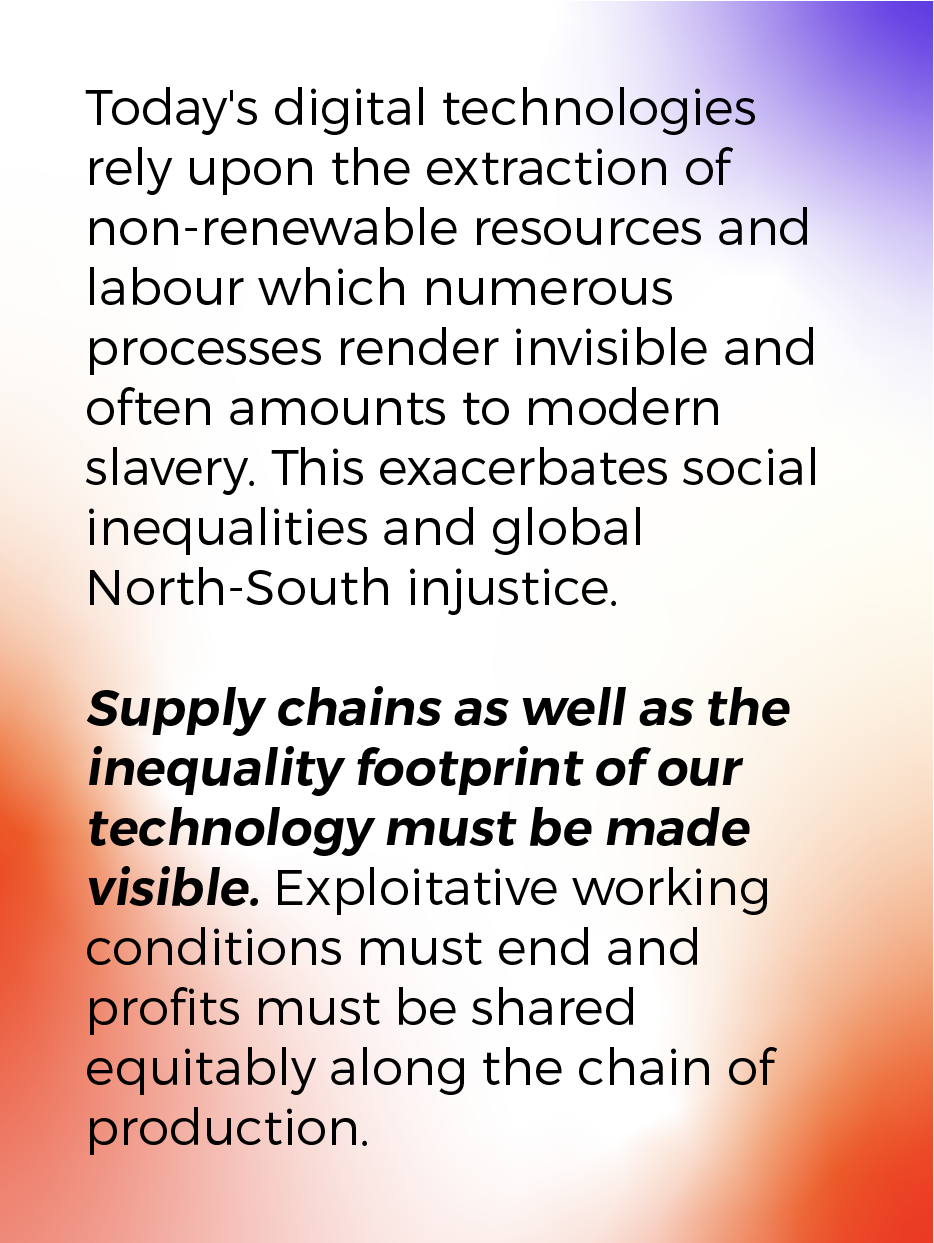 Today's digital technologies
rely upon the extraction of
non-renewable resources and
labour which numerous
processes render invisible and
often amounts to modern
slavery. This exacerbates social
inequalities and global
North-South injustice.
Supply chains as well as the
inequality footprint of our
technology must be made
visible. Exploitative working
conditions must end and
profits must be shared
equitably along the chain of
production.